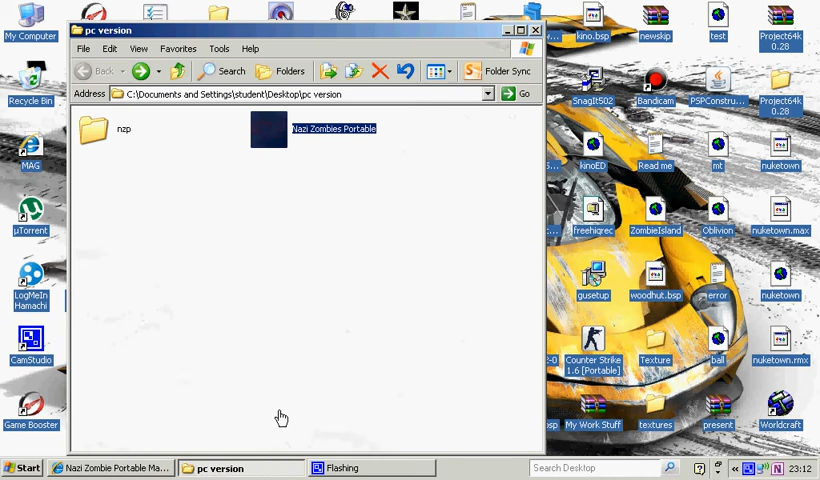 pc version
File Edit View Favorites Tools Help
Back Search Folders Folder Sync
Address C:\Documents and Settings\student\Desktop\pc version Go
nzp
Nazi Zombies Portable
My Computer
Recycle Bin
MAG
µTorrent
LogMeIn
Hamachi
CamStudio
Game Booster
kino.bsp
newskip
test
Project64k
0.28
SnagIt502
Bandicam
PSPConstru...
Project64k
0.28
kinoED
Read me
mt
nuketown
freehiqrec
ZombieIsland
Oblivion
nuketown.max
gusetup
woodhut.bsp
error
nuketown
Counter Strike
1.6 [Portable]
Texture
ball
nuketown.rmx
My Work Stuff
textures
present
Worldcraft
Start Nazi Zombie Portable Ma... pc version Flashing Search Desktop 23:12